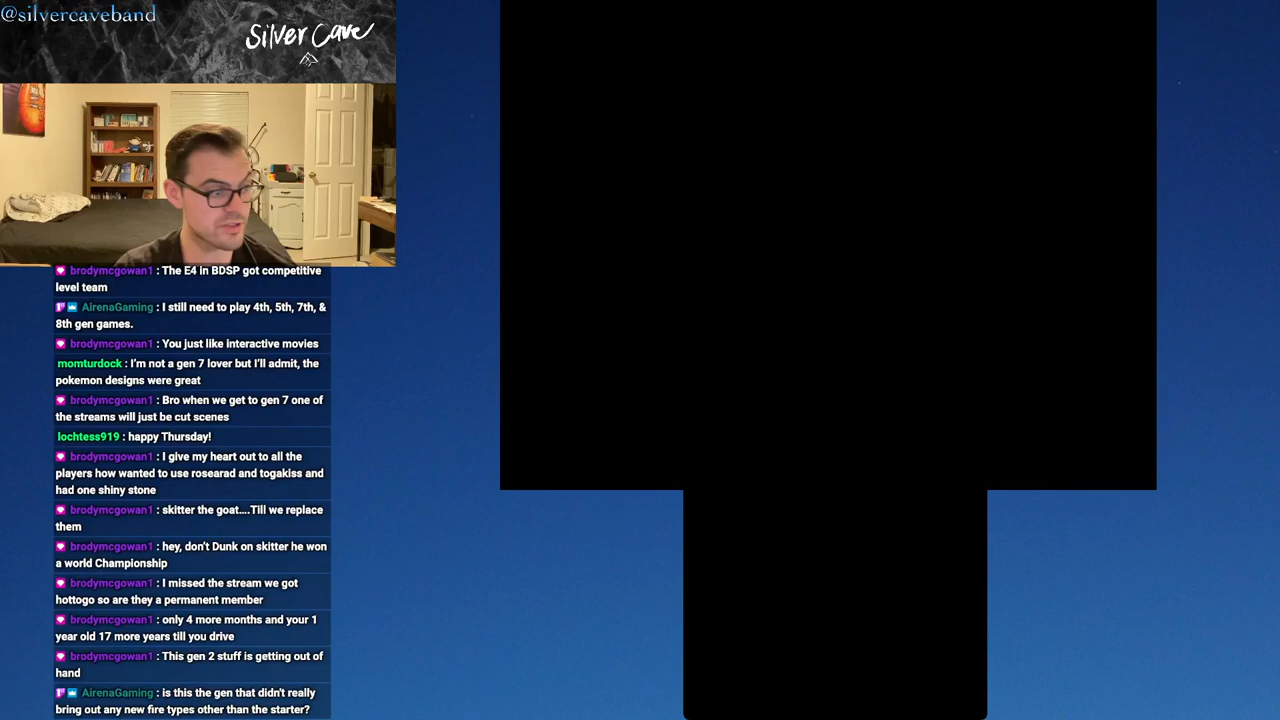 @silvercaveband
Silver Cave
brodymcgowan1 : The E4 in BDSP got competitive
level team
AirenaGaming : I still need to play 4th, 5th, 7th, &
8th gen games.
brodymcgowan1 : You just like interactive movies
momturdock : I'm not a gen 7 lover but I'll admit, the
pokemon designs were great
brodymcgowan1 : Bro when we get to gen 7 one of
the streams will just be cut scenes
lochtess919 : happy Thursday!
brodymcgowan1 : I give my heart out to all the
players how wanted to use rosearad and togakiss and
had one shiny stone
brodymcgowan1 : skitter the goat....Till we replace
them
brodymcgowan1 : hey, don't Dunk on skitter he won
a world Championship
brodymcgowan1 : I missed the stream we got
hottogo so are they a permanent member
brodymcgowan1 : only 4 more months and your 1
year old 17 more years till you drive
brodymcgowan1 : This gen 2 stuff is getting out of
hand
AirenaGaming : is this the gen that didn't really
bring out any new fire types other than the starter?